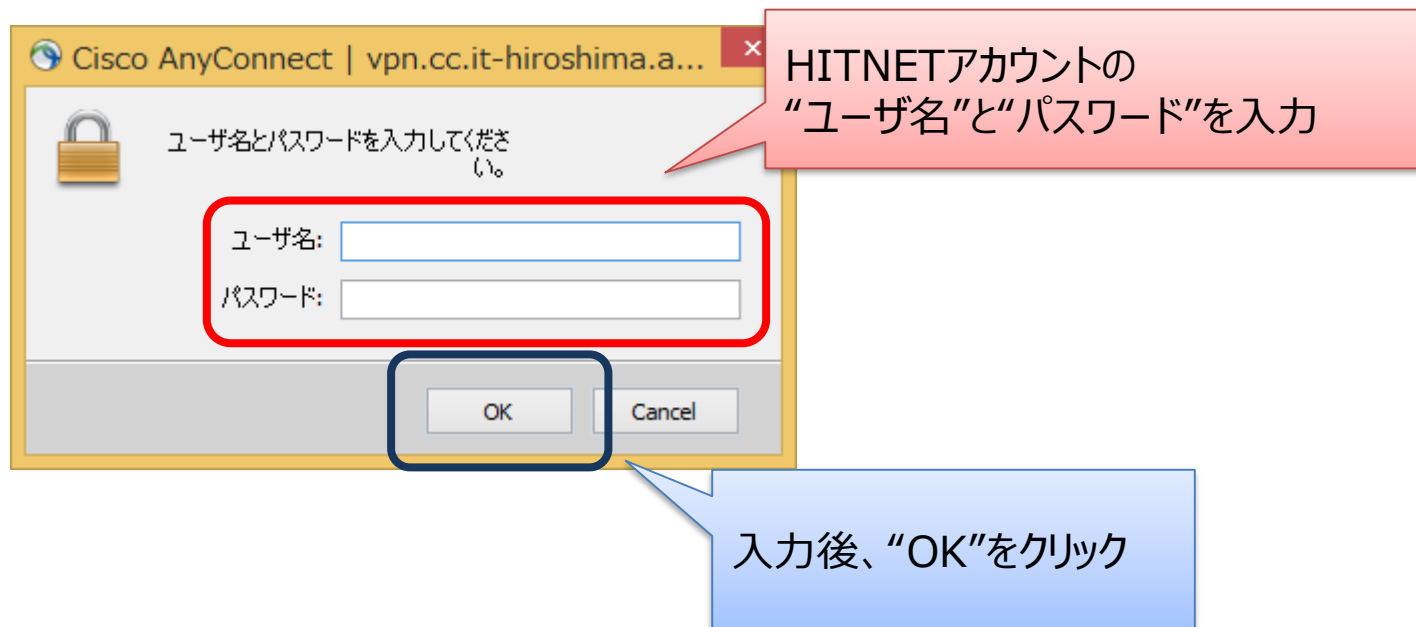 Cisco AnyConnect | vpn.cc.it-hiroshima.a...
HITNETアカウントの
“ユーザ名”と“パスワード”を入力
ユーザ名とパスワードを入力してくださ
い。
ユーザ名:
パスワード:
OK
Cancel
入力後、“OK”をクリック